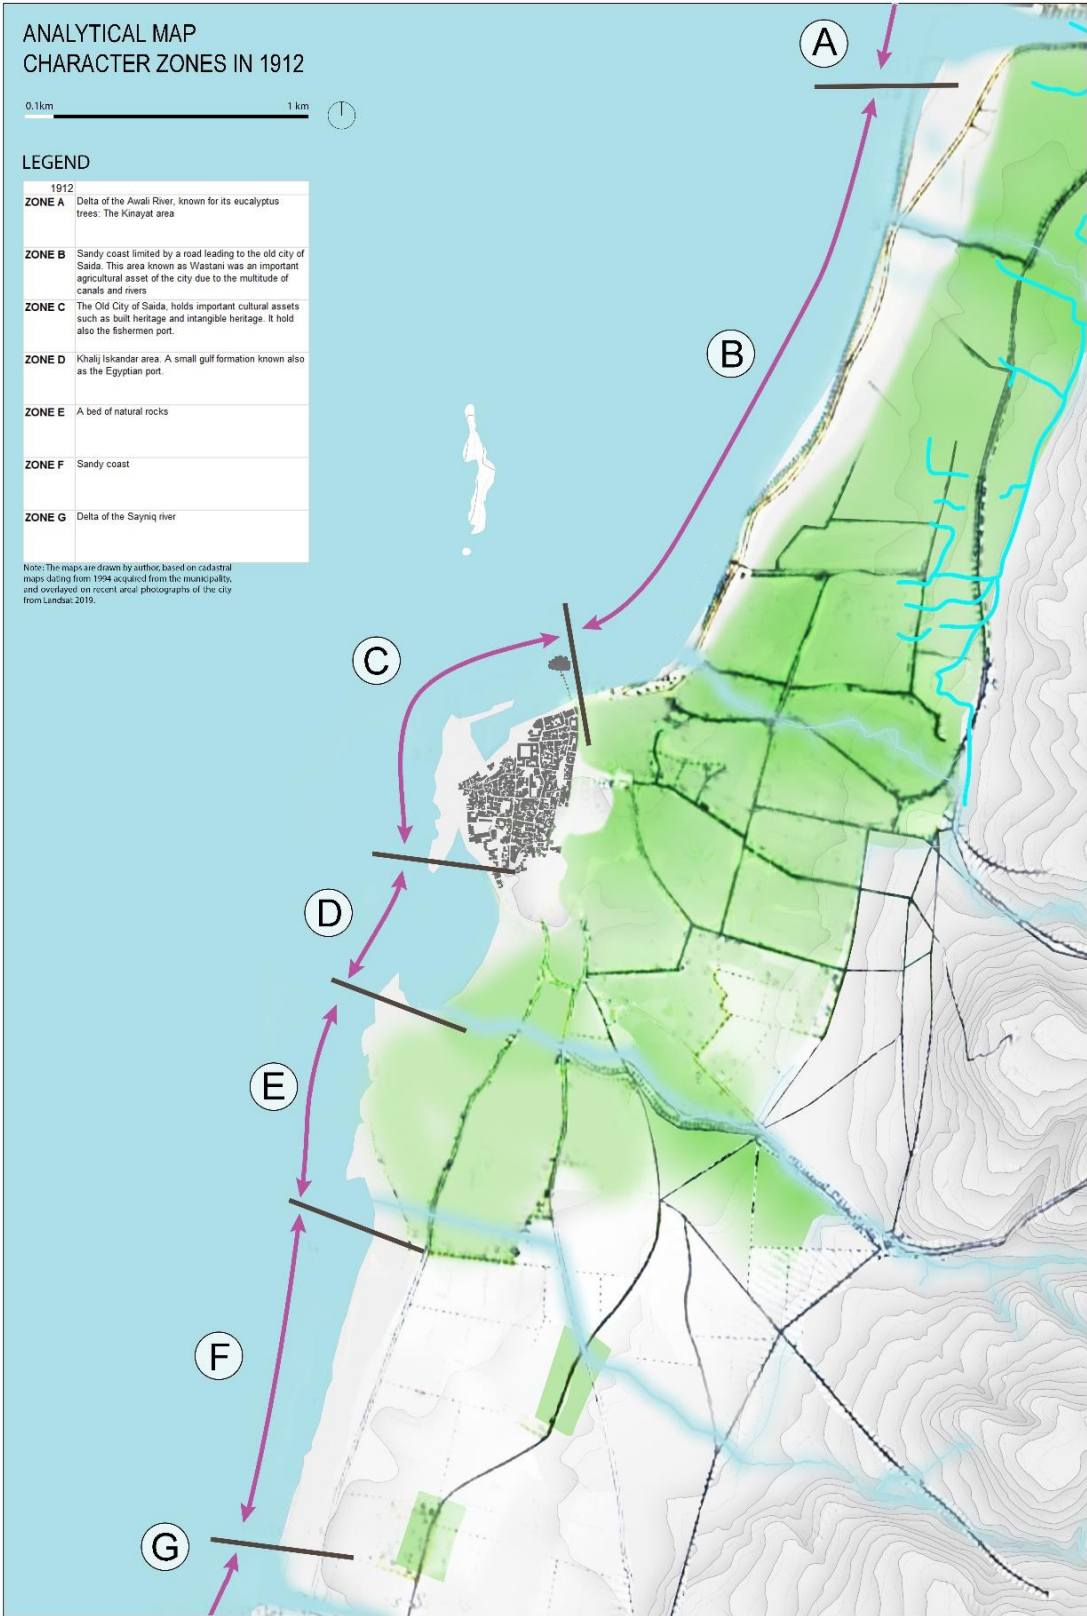 ANALYTICAL MAP
CHARACTER ZONES IN 1912
0.1km 1 km
LEGEND
1912
ZONE A Delta of the Awali River, known for its eucalyptus
trees: The Kinayat area
ZONE B Sandy coast limited by a road leading to the old city of
Saida. This area known as Wastani was an important
agricultural asset of the city due to the multitude of
canals and rivers
ZONE C The Old City of Saida, holds important cultural assets
such as built heritage and intangible heritage. It hold
also the fishermen port.
ZONE D Khalij Iskandar area. A small gulf formation known also
as the Egyptian port.
ZONE E A bed of natural rocks
ZONE F Sandy coast
ZONE G Delta of the Sayniq river
Note: The maps are drawn by author, based on cadastral
maps dating from 1994 acquired from the municipality,
and overlayed on recent areal photographs of the city
from Landsat 2019.
A
B
C
D
E
F
G